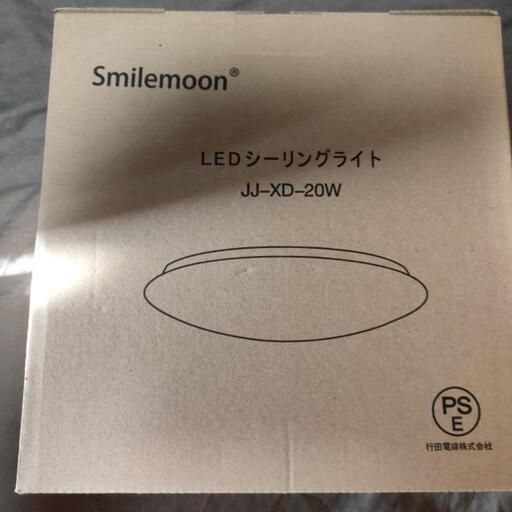 Smilemoon®
LEDシーリングライト
JJ-XD-20W
PS
E
行田電線株式会社